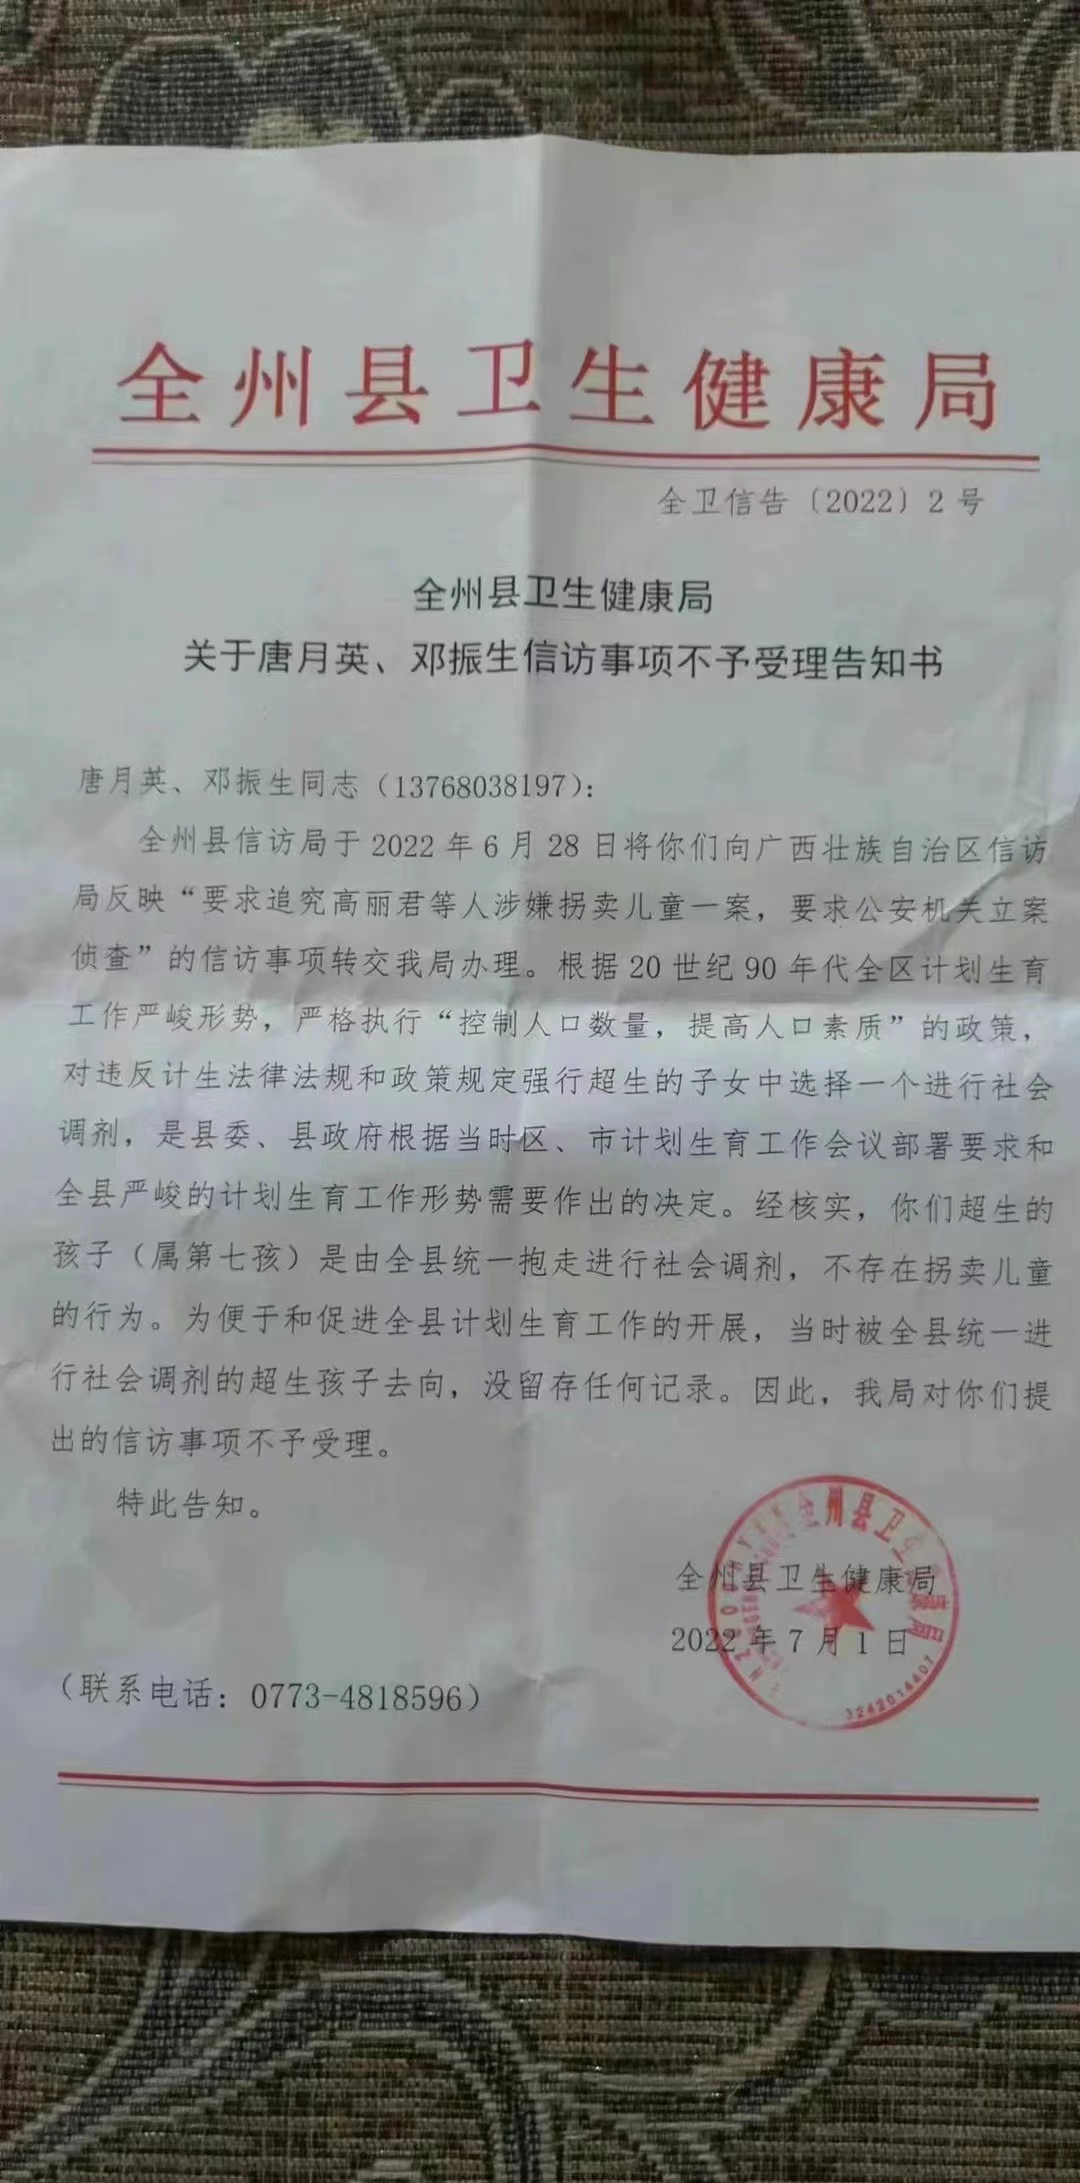 全州县卫生健康局
全卫信告〔2022〕2号
全州县卫生健康局
关于唐月英、邓振生信访事项不予受理告知书
唐月英、邓振生同志（13768038197）：
全州县信访局于2022年6月28日将你们向广西壮族自治区信访
局反映“要求追究高丽君等人涉嫌拐卖儿童一案，要求公安机关立案
侦查”的信访事项转交我局办理。根据20世纪90年代全区计划生育
工作严峻形势，严格执行“控制人口数量，提高人口素质”的政策，
对违反计生法律法规和政策规定强行超生的子女中选择一个进行社会
调剂，是县委、县政府根据当时区、市计划生育工作会议部署要求和
全县严峻的计划生育工作形势需要作出的决定。经核实，你们超生的
孩子（属第七孩）是由全县统一抱走进行社会调剂，不存在拐卖儿童
的行为。为便于和促进全县计划生育工作的开展，当时被全县统一进
行社会调剂的超生孩子去向，没留存任何记录。因此，我局对你们提
出的信访事项不予受理。
特此告知。
全州县卫生健康局
2022年7月1日
（联系电话：0773-4818596）